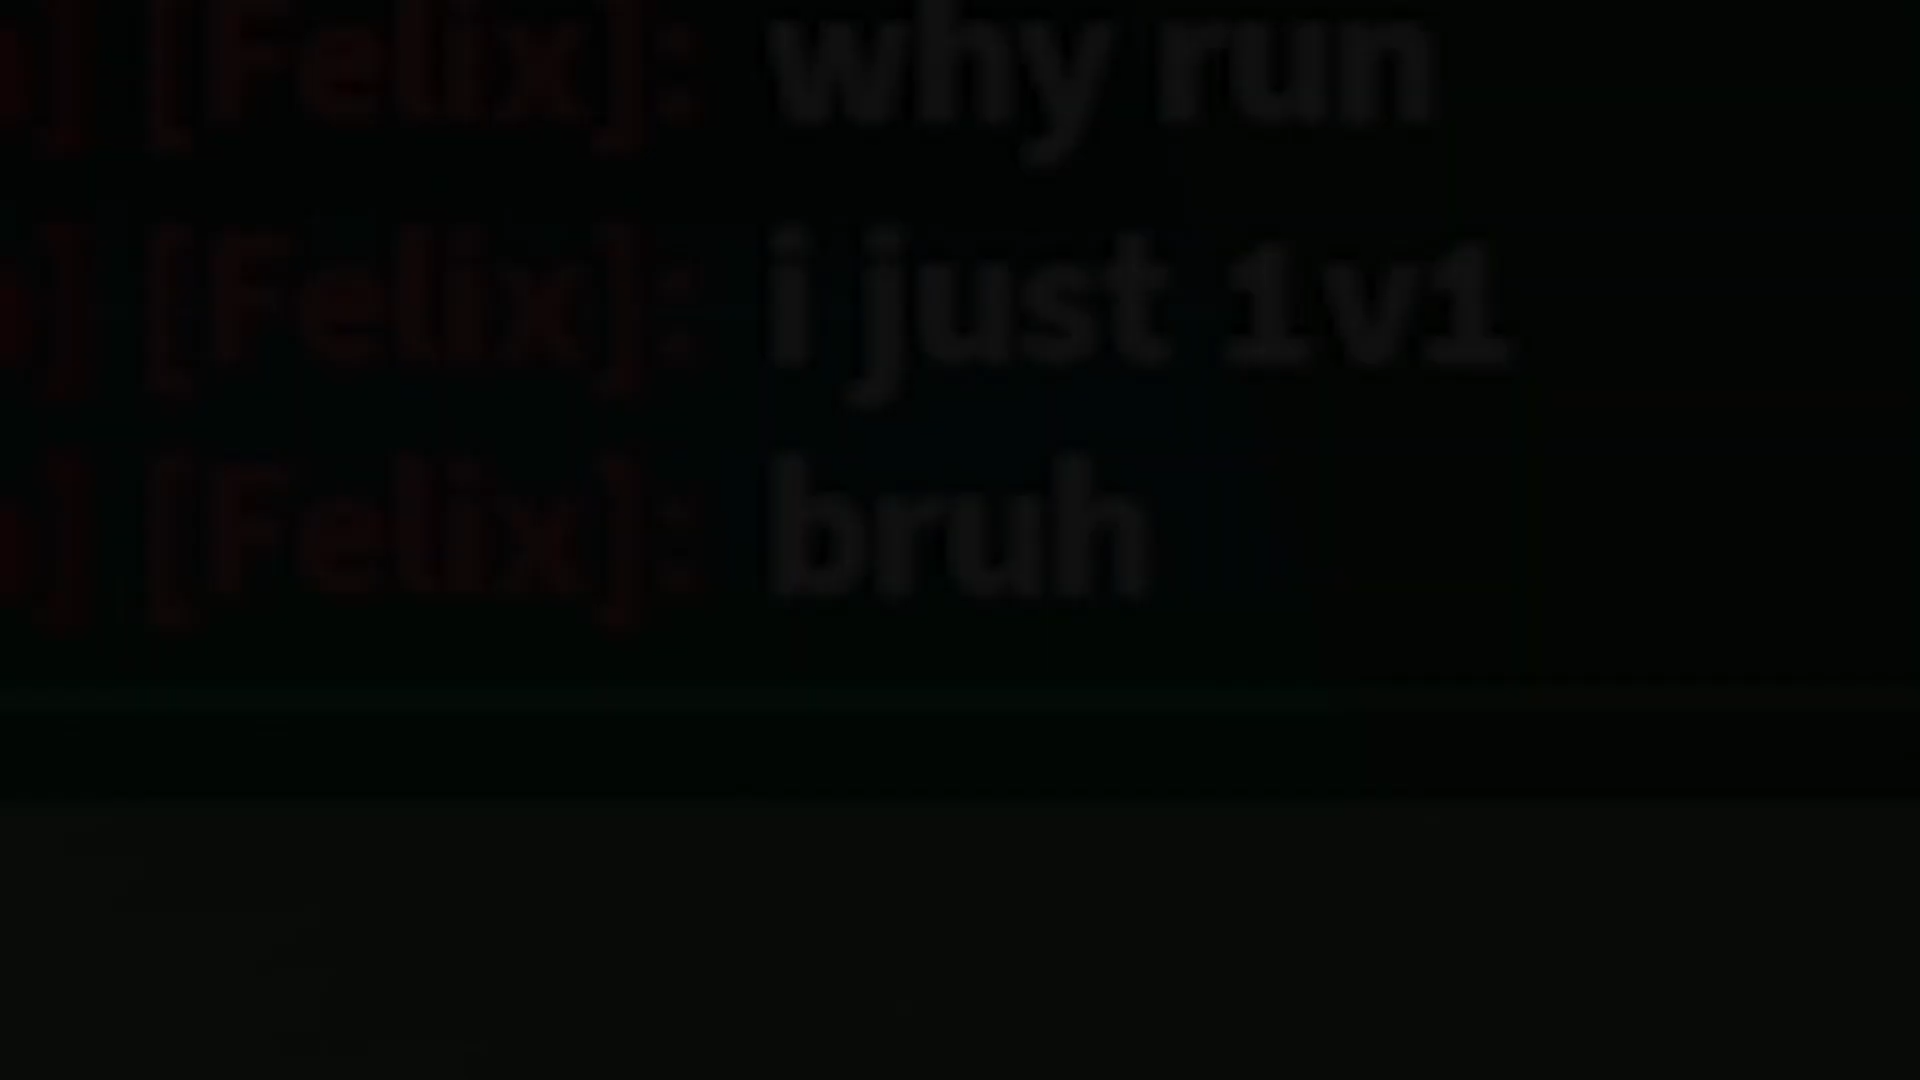 ] [Felix]: why run
] [Felix]: i just 1v1
] [Felix]: bruh